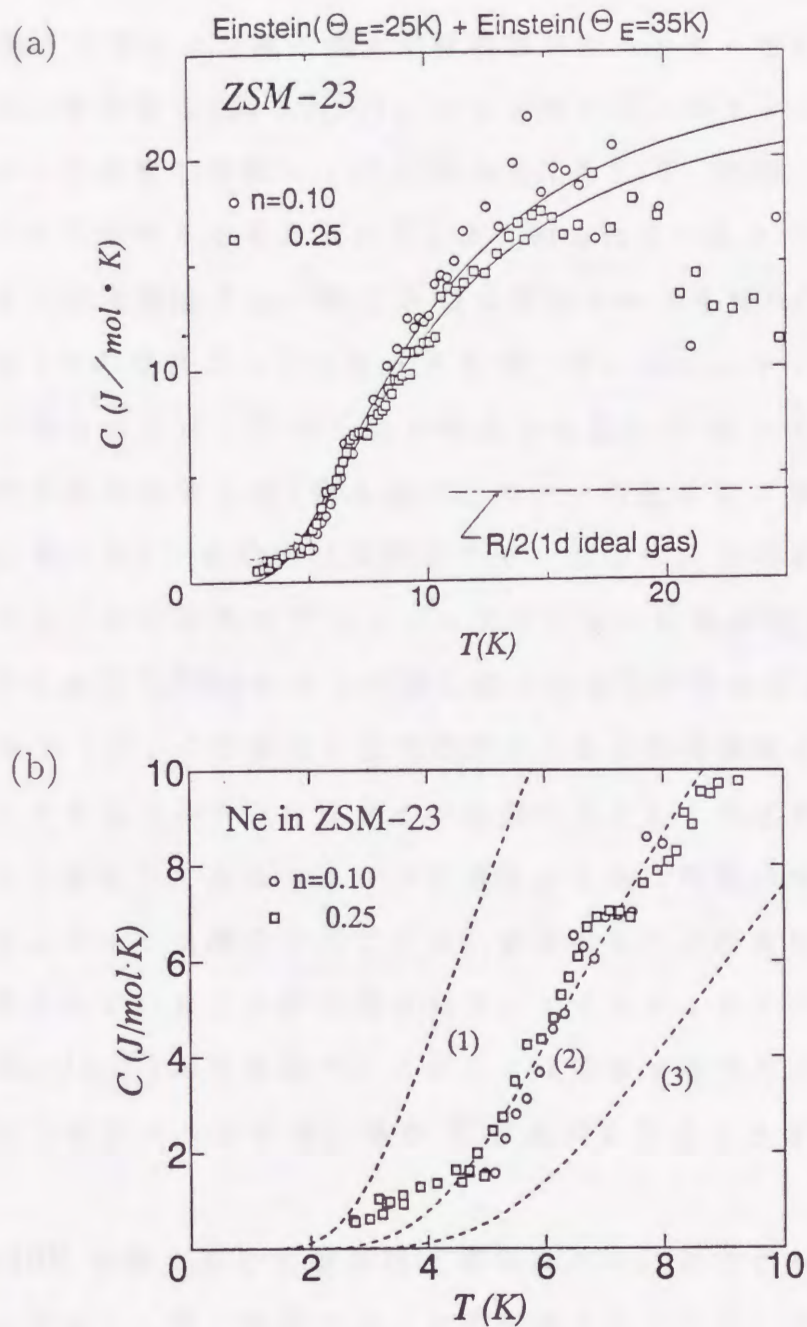 (a)
Einstein(Θ_E=25K) + Einstein(Θ_E=35K)
ZSM-23
○ n=0.10
□ 0.25
20
10
0
C (J／mol・K)
R/2(1d ideal gas)
0 10 20
T(K)
(b)
10
8
6
4
2
0
Ne in ZSM-23
○ n=0.10
□ 0.25
C (J/mol·K)
(1)
(2)
(3)
0 2 4 6 8 10
T (K)